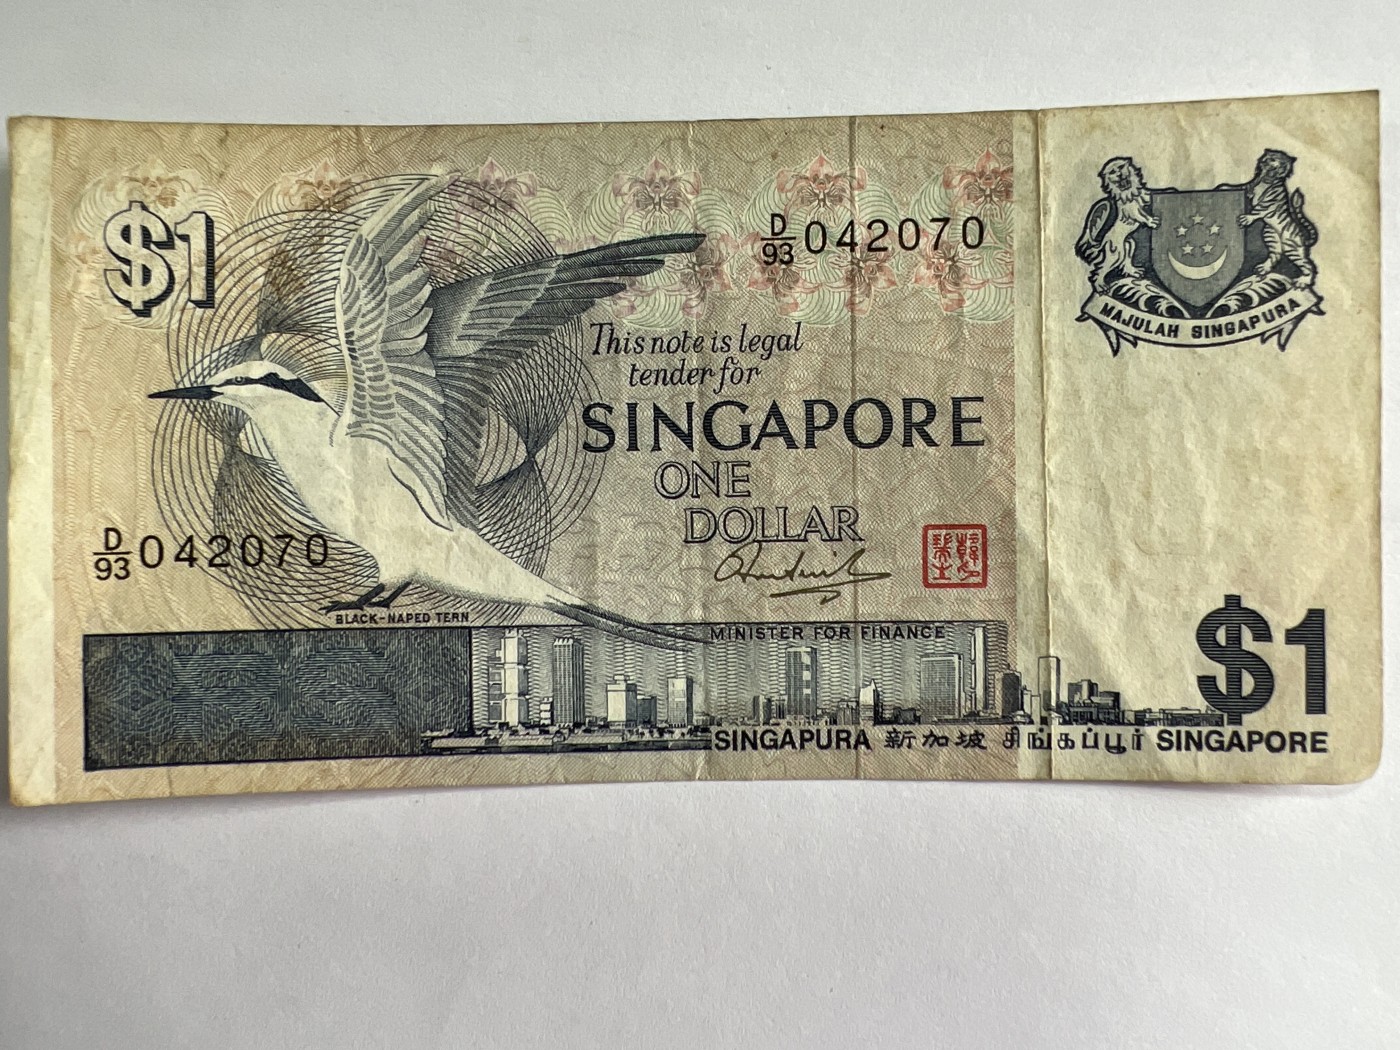 $1
D/93 042070
MAJULAH SINGAPURA
This note is legal
tender for
SINGAPORE
ONE
DOLLAR
D/93 042070
BLACK-NAPED TERN
MINISTER FOR FINANCE
$1
SINGAPURA 新加坡 சிங்கப்பூர் SINGAPORE